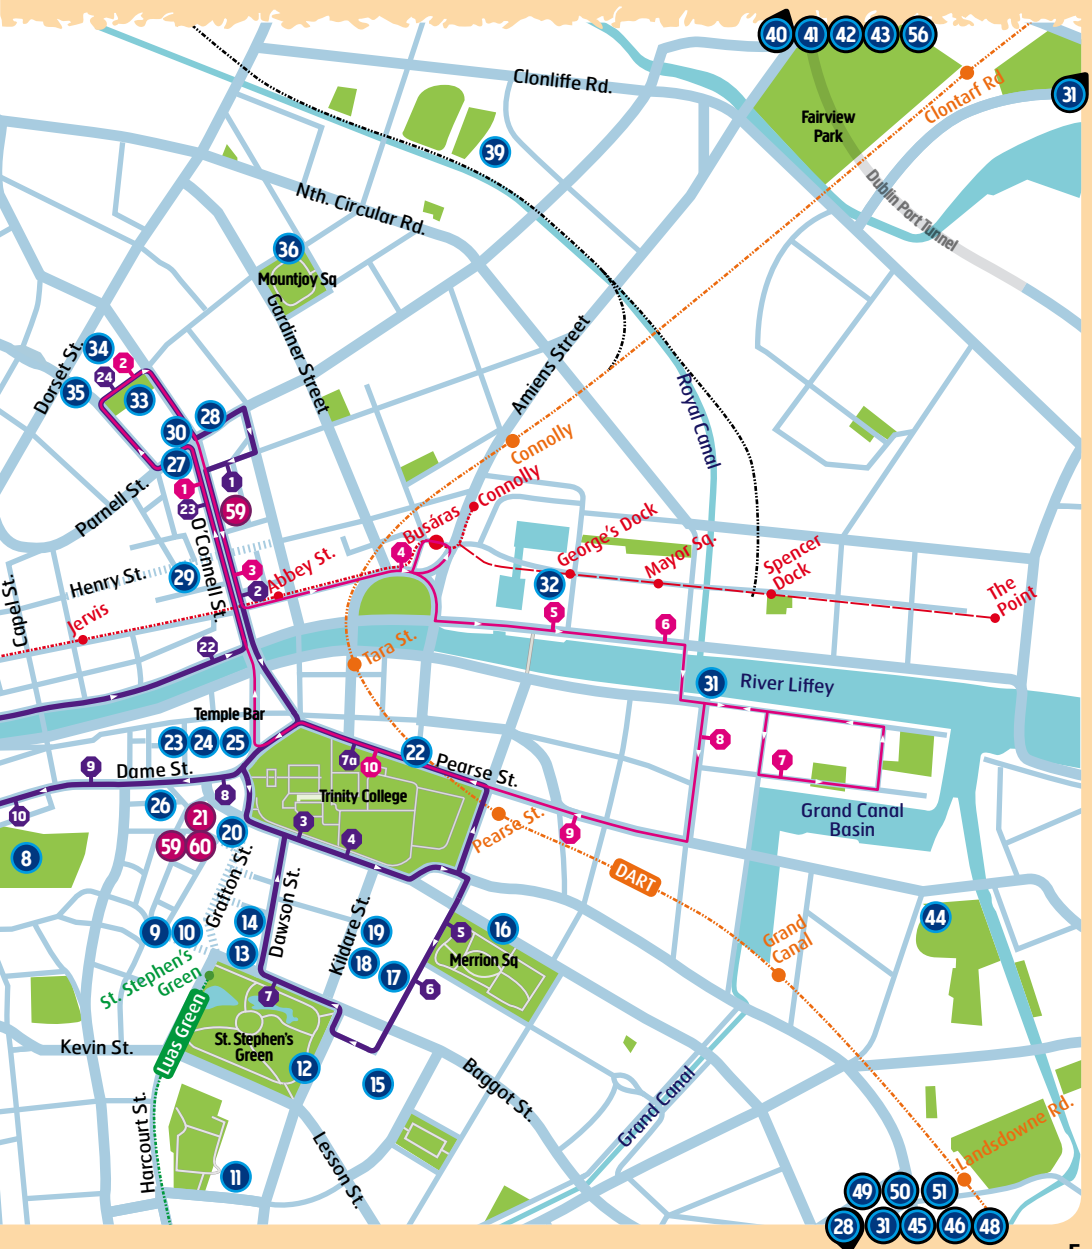 40 41 42 43 56
Clonliffe Rd.
Clontarf Rd
31
Fairview
Park
39
Dublin Port Tunnel
Nth. Circular Rd.
36
Mountjoy Sq
Gardiner Street
Amiens Street
Royal Canal
34
2
24
Dorset St.
35
33
28
30
27
Connolly
1
1
23
59
Parnell St.
O'Connell St.
Connolly
Busáras
4
George's Dock
Mayor Sq.
Spencer
Dock
The
Point
Henry St.
29
3
2
Abbey St.
32
5
6
Capel St.
Jervis
22
Tara St.
31
River Liffey
Temple Bar
23 24 25
22
7a
10
Pearse St.
8
7
9
Dame St.
8
Trinity College
10
26
21
20
59 60
3
4
Pearse St.
9
Grand Canal
Basin
8
DART
Grafton St.
Dawson St.
Kildare St.
9 10
14
13
19
18
17
5
16
Merrion Sq
6
44
Grand
Canal
St. Stephen's
Green
7
Luas Green
St. Stephen's
Green
12
Kevin St.
15
Baggot St.
Grand Canal
Harcourt St.
11
Lesson St.
Landsdowne Rd.
49 50 51
28 31 45 46 48